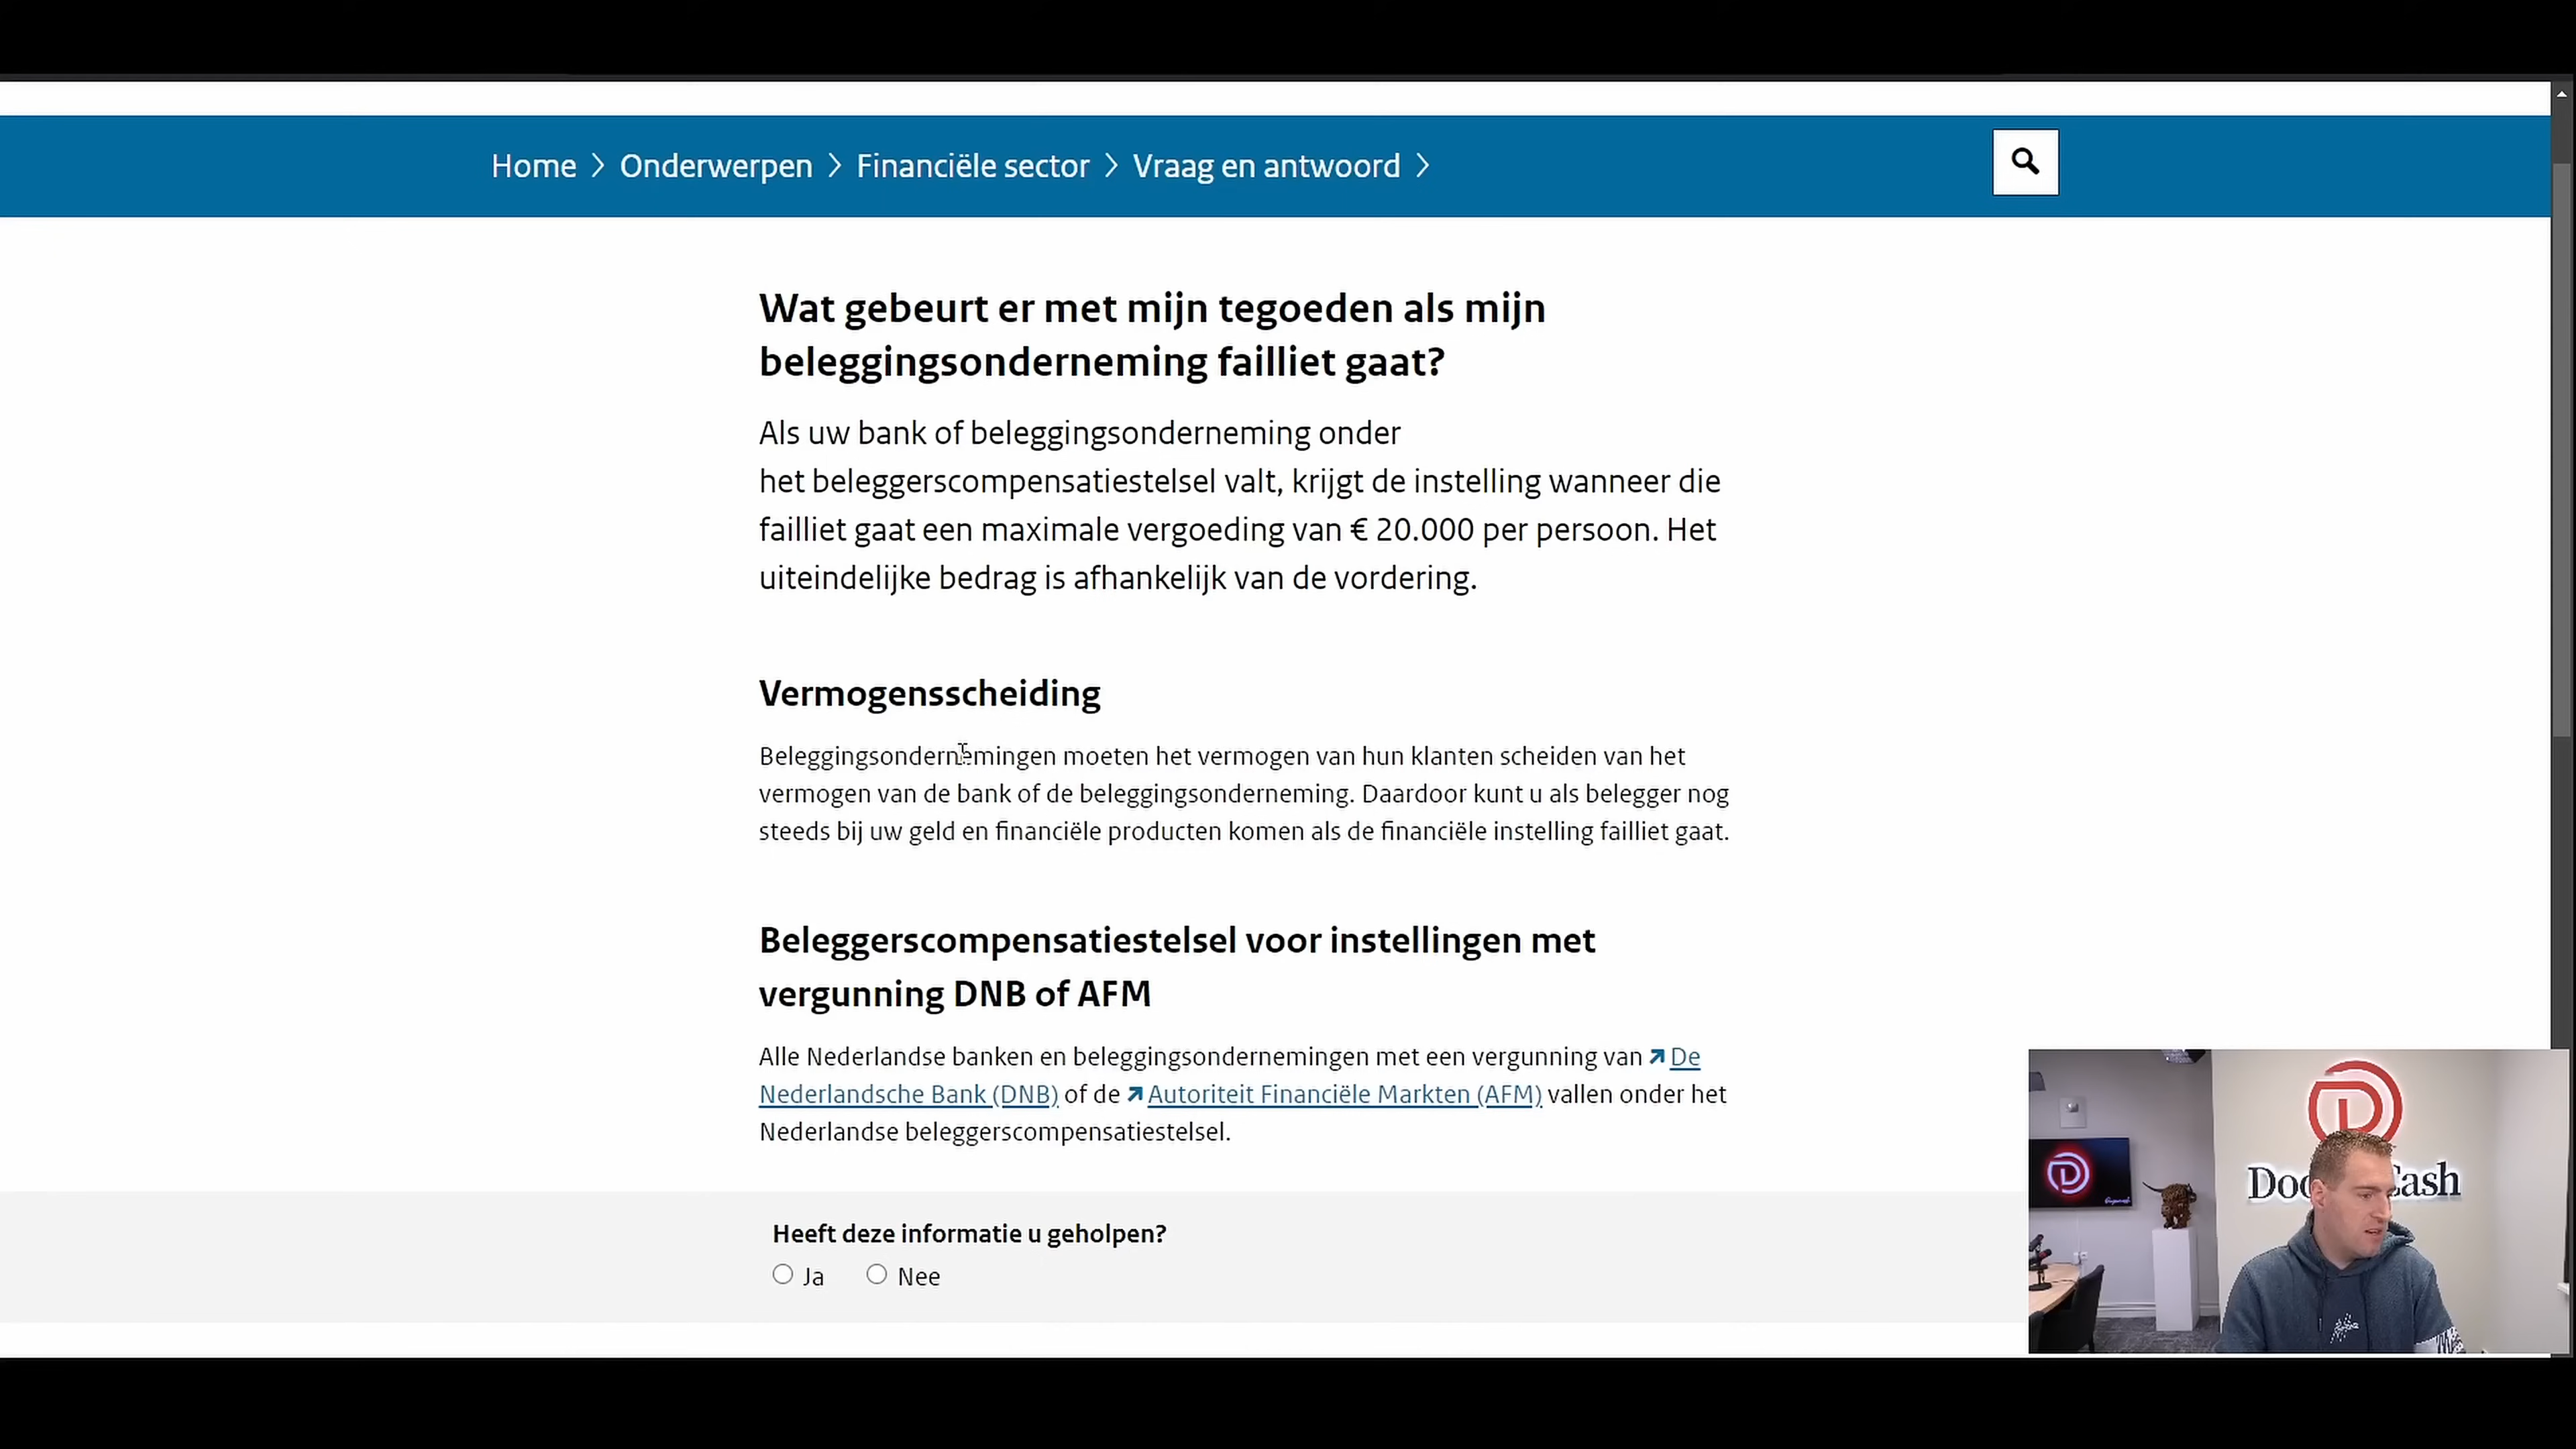 Home > Onderwerpen > Financiële sector > Vraag en antwoord >
Wat gebeurt er met mijn tegoeden als mijn
beleggingsonderneming failliet gaat?
Als uw bank of beleggingsonderneming onder
het beleggerscompensatiestelsel valt, krijgt de instelling wanneer die
failliet gaat een maximale vergoeding van € 20.000 per persoon. Het
uiteindelijke bedrag is afhankelijk van de vordering.
Vermogensscheiding
Beleggingsondernemingen moeten het vermogen van hun klanten scheiden van het
vermogen van de bank of de beleggingsonderneming. Daardoor kunt u als belegger nog
steeds bij uw geld en financiële producten komen als de financiële instelling failliet gaat.
Beleggerscompensatiestelsel voor instellingen met
vergunning DNB of AFM
Alle Nederlandse banken en beleggingsondernemingen met een vergunning van De
Nederlandsche Bank (DNB) of de Autoriteit Financiële Markten (AFM) vallen onder het
Nederlandse beleggerscompensatiestelsel.
Heeft deze informatie u geholpen?
Ja Nee